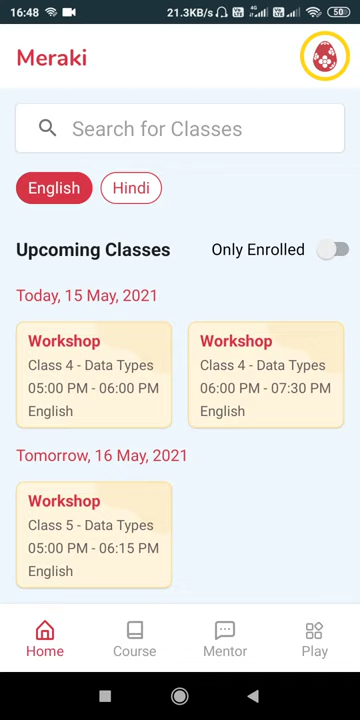 16:48 21.3KB/s 4G 50
Meraki
Search for Classes
English Hindi
Upcoming Classes Only Enrolled
Today, 15 May, 2021
Workshop
Class 4 - Data Types
05:00 PM - 06:00 PM
English
Workshop
Class 4 - Data Types
06:00 PM - 07:30 PM
English
Tomorrow, 16 May, 2021
Workshop
Class 5 - Data Types
05:00 PM - 06:15 PM
English
Home Course Mentor Play